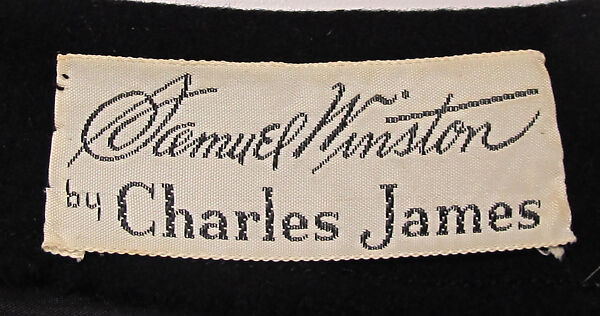 Samuel Winston
by Charles James